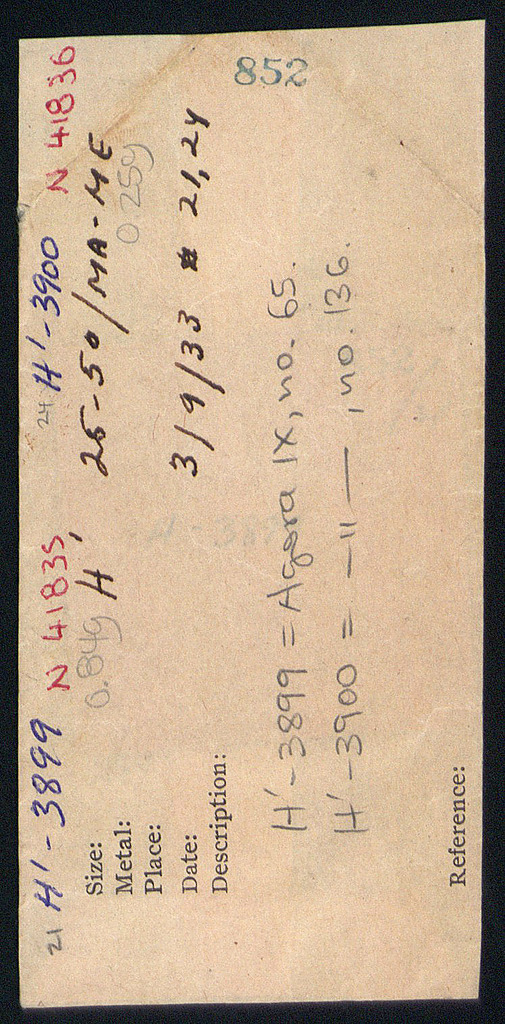 852
21 H'-3899 N 41835 24 H'-3900 N 41836
0.84g 0.25g
Size: H', 25-50/MA-ME
Metal:
Place:
Date: 3/9/33 # 21, 24
Description:
H'-3899 = Agora IX, no. 65.
H'-3900 = -11— , no. 136.
Reference: